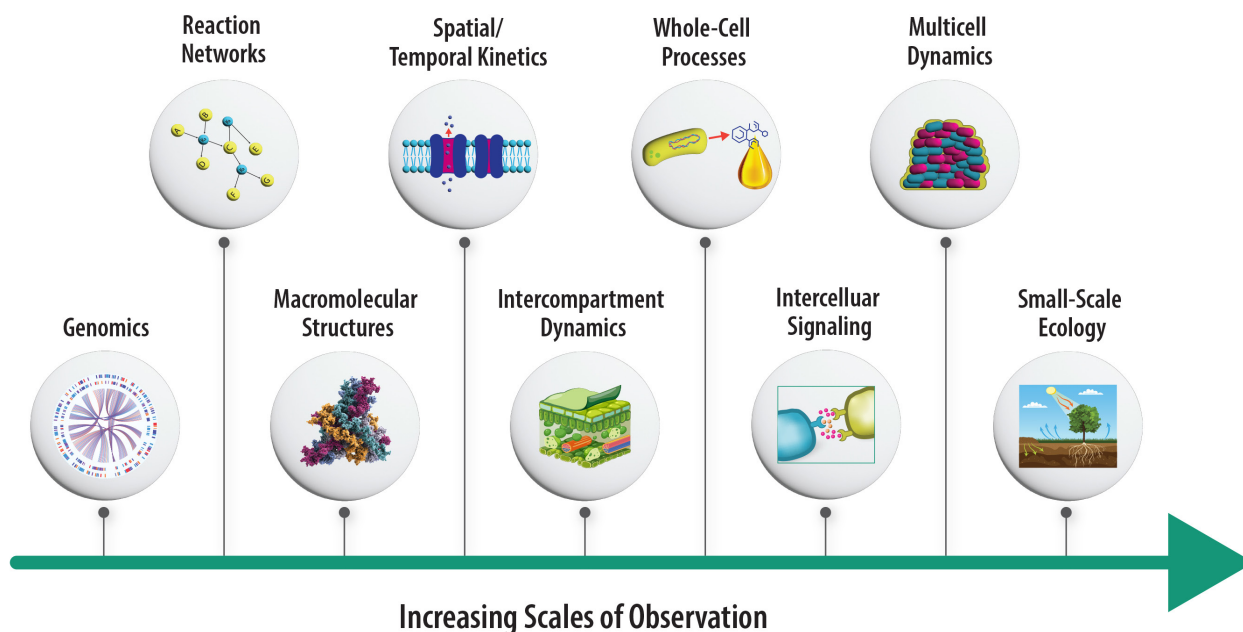 Reaction
Networks
Spatial/
Temporal Kinetics
Whole-Cell
Processes
Multicell
Dynamics
A
B
D
C
E
F
G
Genomics
Macromolecular
Structures
Intercompartment
Dynamics
Intercelluar
Signaling
Small-Scale
Ecology
Increasing Scales of Observation